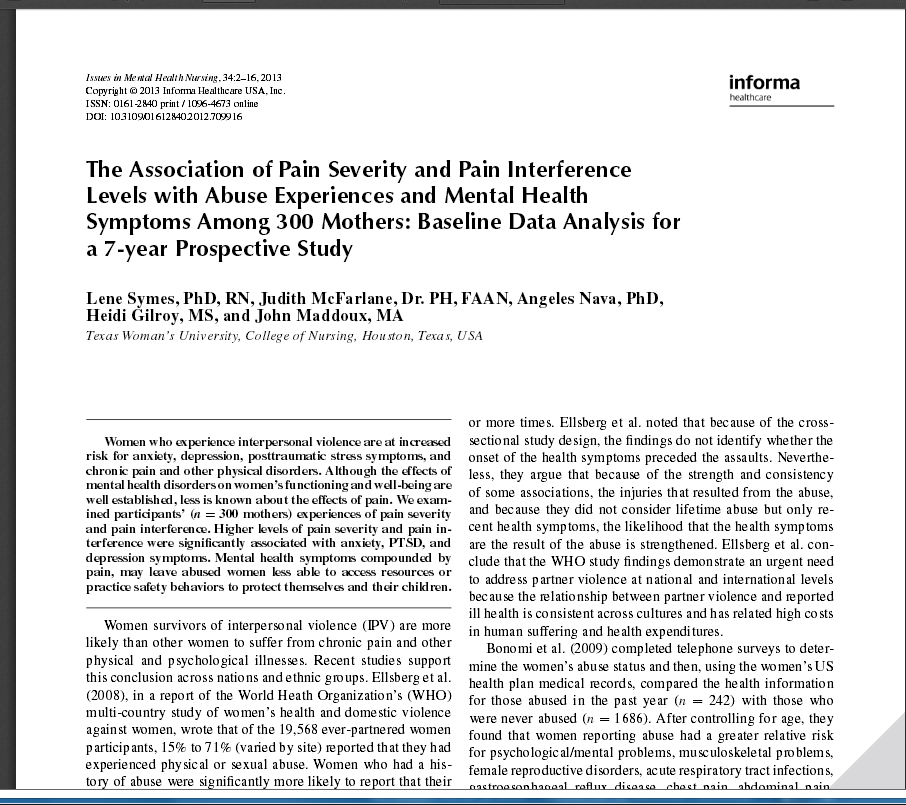 Issues in Mental Health Nursing, 34:2–16, 2013
Copyright © 2013 Informa Healthcare USA, Inc.
ISSN: 0161-2840 print / 1096-4673 online
DOI: 10.3109/01612840.2012.709916
informa
healthcare
The Association of Pain Severity and Pain Interference
Levels with Abuse Experiences and Mental Health
Symptoms Among 300 Mothers: Baseline Data Analysis for
a 7-year Prospective Study
Lene Symes, PhD, RN, Judith McFarlane, Dr. PH, FAAN, Angeles Nava, PhD,
Heidi Gilroy, MS, and John Maddoux, MA
Texas Woman's University, College of Nursing, Houston, Texas, USA
Women who experience interpersonal violence are at increased
risk for anxiety, depression, posttraumatic stress symptoms, and
chronic pain and other physical disorders. Although the effects of
mental health disorders on women's functioning and well-being are
well established, less is known about the effects of pain. We exam-
ined participants' (n = 300 mothers) experiences of pain severity
and pain interference. Higher levels of pain severity and pain in-
terference were significantly associated with anxiety, PTSD, and
depression symptoms. Mental health symptoms compounded by
pain, may leave abused women less able to access resources or
practice safety behaviors to protect themselves and their children.
Women survivors of interpersonal violence (IPV) are more
likely than other women to suffer from chronic pain and other
physical and psychological illnesses. Recent studies support
this conclusion across nations and ethnic groups. Ellsberg et al.
(2008), in a report of the World Heath Organization's (WHO)
multi-country study of women's health and domestic violence
against women, wrote that of the 19,568 ever-partnered women
participants, 15% to 71% (varied by site) reported that they had
experienced physical or sexual abuse. Women who had a his-
tory of abuse were significantly more likely to report that their
or more times. Ellsberg et al. noted that because of the cross-
sectional study design, the findings do not identify whether the
onset of the health symptoms preceded the assaults. Neverthe-
less, they argue that because of the strength and consistency
of some associations, the injuries that resulted from the abuse,
and because they did not consider lifetime abuse but only re-
cent health symptoms, the likelihood that the health symptoms
are the result of the abuse is strengthened. Ellsberg et al. con-
clude that the WHO study findings demonstrate an urgent need
to address partner violence at national and international levels
because the relationship between partner violence and reported
ill health is consistent across cultures and has related high costs
in human suffering and health expenditures.
Bonomi et al. (2009) completed telephone surveys to deter-
mine the women's abuse status and then, using the women's US
health plan medical records, compared the health information
for those abused in the past year (n = 242) with those who
were never abused (n = 1686). After controlling for age, they
found that women reporting abuse had a greater relative risk
for psychological/mental problems, musculoskeletal problems,
female reproductive disorders, acute respiratory tract infections,
gastroesophageal reflux disease, chest pain, abdominal pain,